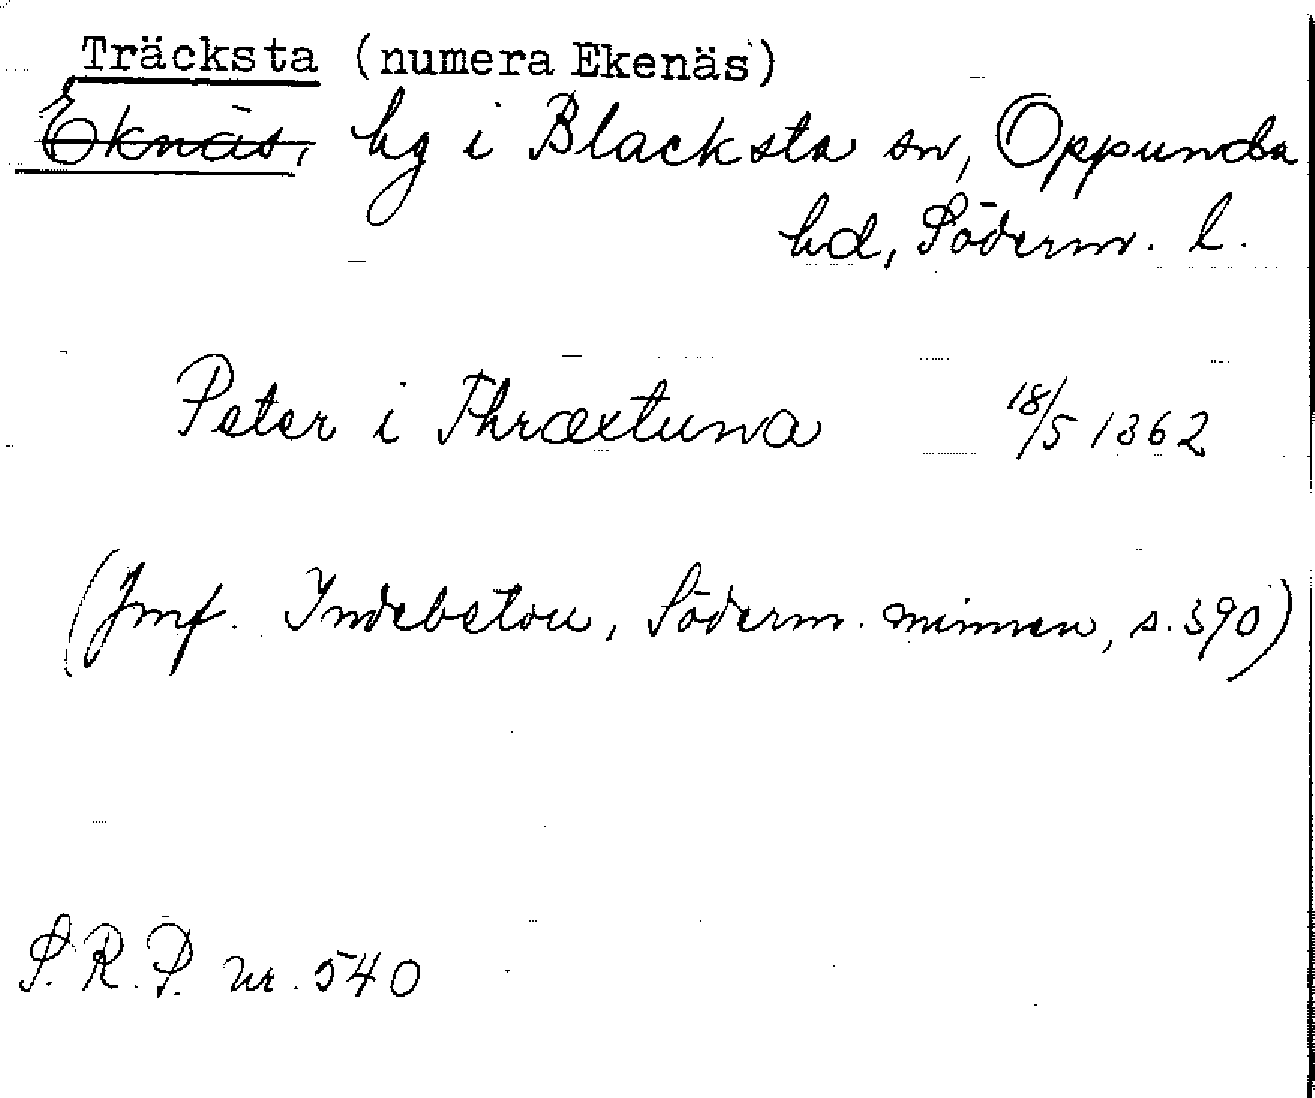 Träcksta (numera Ekenäs)
Eknäs, hg i Blacksta sn, Oppunda
hd, Söderm. l.
Peter i Thræxtuna 18/5 1362
(Jmf. Indebetou, Söderm. minnen, s. 390)
S.R.P. nr. 540